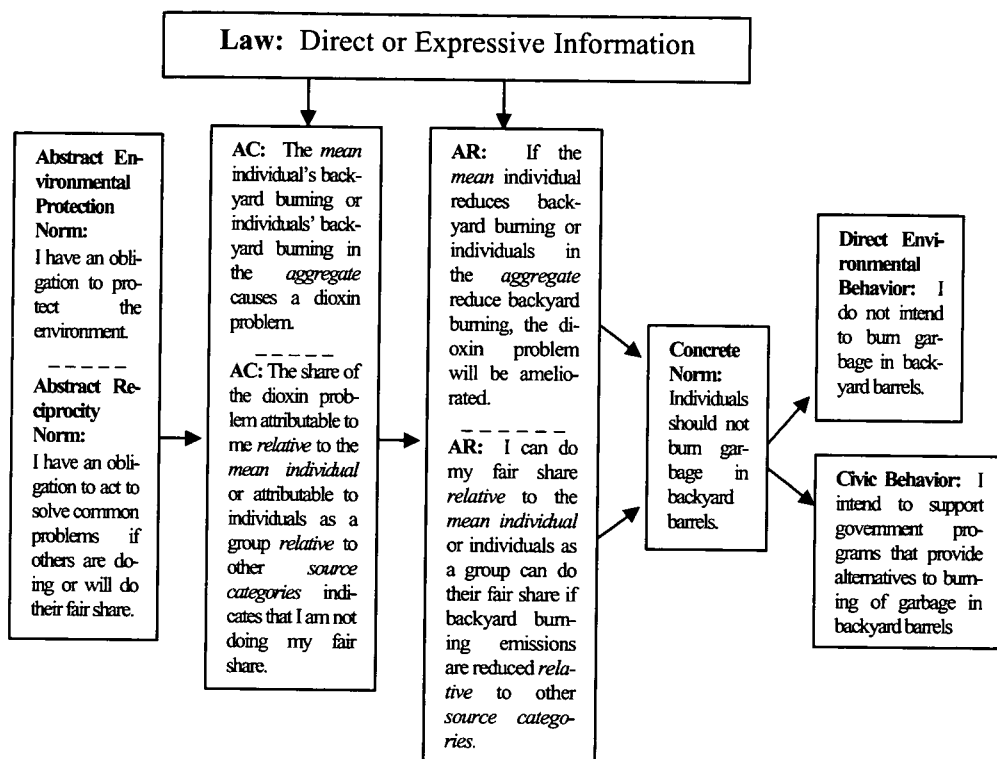 Law: Direct or Expressive Information
Abstract En-
vironmental
Protection
Norm:
I have an obli-
gation to pro-
tect the
environment.
Abstract Re-
ciprocity
Norm:
I have an obli-
gation to act to
solve common
problems if
others are do-
ing or will do
their fair share.
AC: The mean
individual's back-
yard burning or
individuals' back-
yard burning in
the aggregate
causes a dioxin
problem.
AC: The share of
the dioxin prob-
lem attributable to
me relative to the
mean individual
or attributable to
individuals as a
group relative to
other source
categories indi-
cates that I am not
doing my fair
share.
AR: If the
mean individual
reduces back-
yard burning or
individuals in
the aggregate
reduce backyard
burning, the di-
oxin problem
will be amelio-
rated.
AR: I can do
my fair share
relative to the
mean individual
or individuals as
a group can do
their fair share if
backyard burn-
ing emissions
are reduced rela-
tive to other
source catego-
ries.
Concrete
Norm:
Individuals
should not
burn gar-
bage in
backyard
barrels.
Direct Envi-
ronmental
Behavior: I
do not intend
to burn gar-
bage in back-
yard barrels.
Civic Behavior: I
intend to support
government pro-
grams that provide
alternatives to burn-
ing of garbage in
backyard barrels